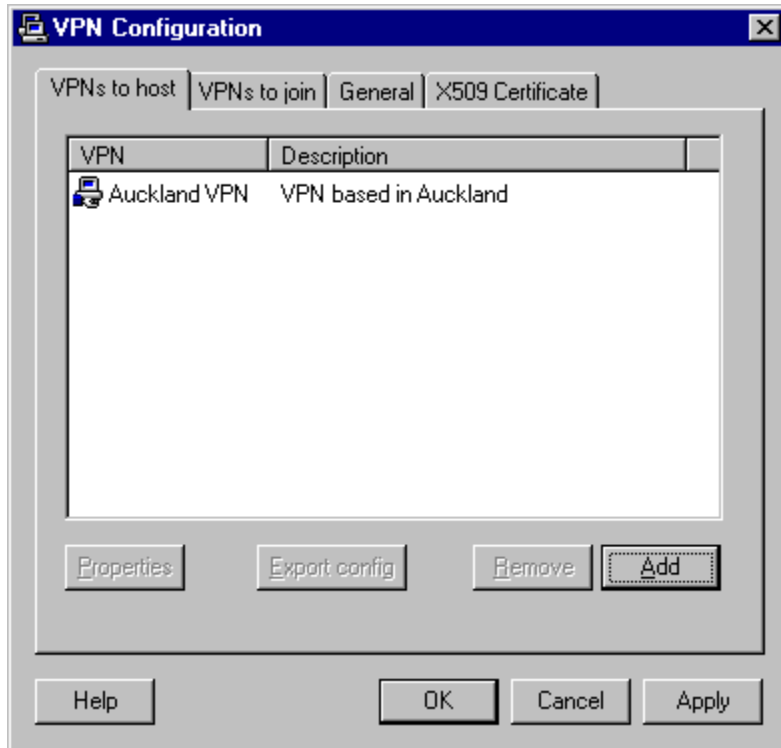 VPN Configuration
VPNs to host VPNs to join General X509 Certificate
VPN Description
Auckland VPN VPN based in Auckland
Properties Export config Remove Add
Help OK Cancel Apply